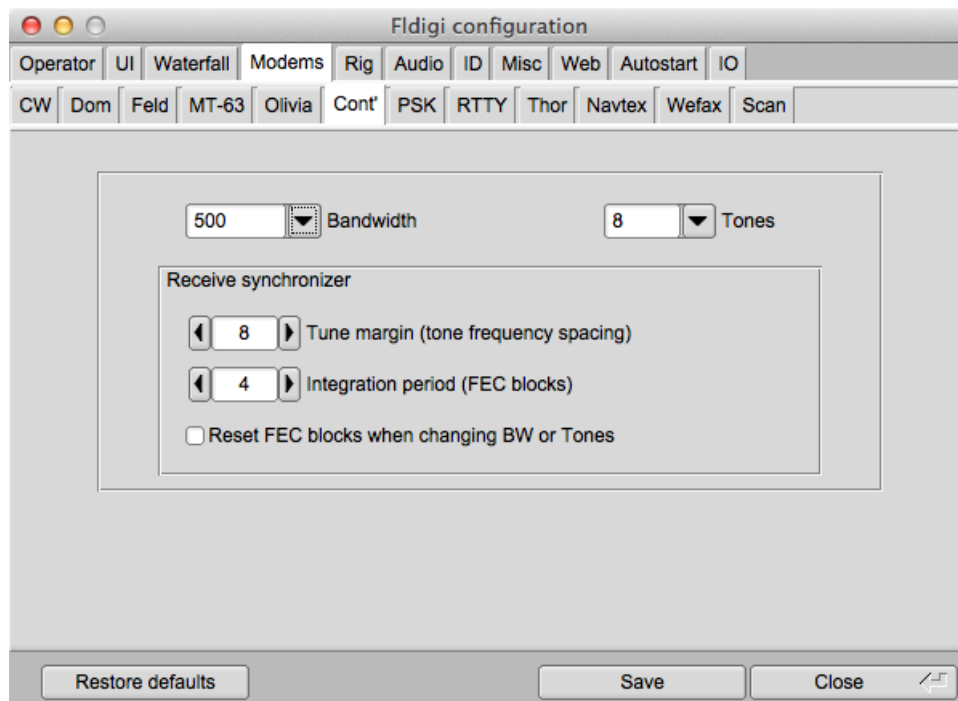 Fldigi configuration
Operator UI Waterfall Modems Rig Audio ID Misc Web Autostart IO
CW Dom Feld MT-63 Olivia Cont' PSK RTTY Thor Navtex Wefax Scan
500 Bandwidth 8 Tones
Receive synchronizer
8 Tune margin (tone frequency spacing)
4 Integration period (FEC blocks)
Reset FEC blocks when changing BW or Tones
Restore defaults Save Close